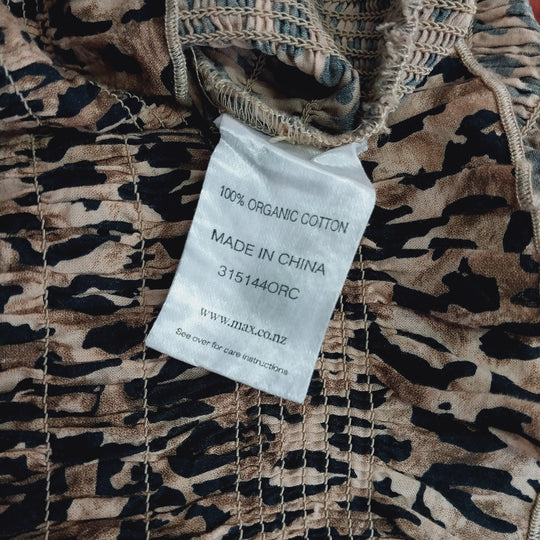 100% ORGANIC COTTON
MADE IN CHINA
315144ORC
www.max.co.nz
See over for care instructions